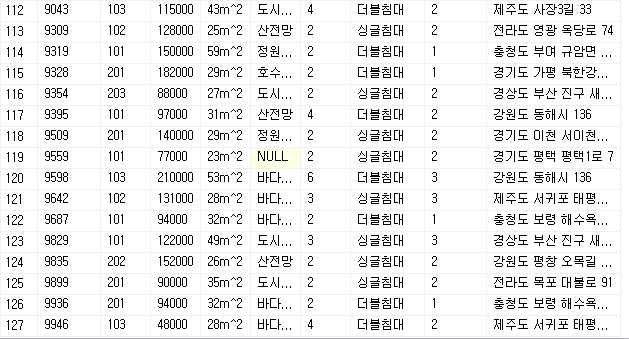 112 9043 103 115000 43m^2 도시... 4 더블침대 2 제주도 사장3길 33
113 9309 102 128000 25m^2 산전망 2 싱글침대 2 전라도 영광 옥당로 74
114 9319 101 150000 59m^2 정원... 2 더블침대 1 충청도 부여 규암면 ...
115 9328 201 182000 29m^2 호수... 2 더블침대 1 경기도 가평 북한강...
116 9354 203 88000 27m^2 도시... 2 싱글침대 2 경상도 부산 진구 새...
117 9395 101 97000 31m^2 산전망 4 더블침대 2 강원도 동해시 136
118 9509 201 140000 29m^2 정원... 2 싱글침대 2 경기도 이천 서미천...
119 9559 101 77000 23m^2 NULL 2 싱글침대 2 경기도 평택 평택1로 7
120 9598 103 210000 53m^2 바다... 6 더블침대 3 강원도 동해시 136
121 9642 102 131000 28m^2 바다... 3 싱글침대 3 제주도 서귀포 태평...
122 9687 101 94000 32m^2 바다... 2 더블침대 1 충청도 보령 해수욕...
123 9829 101 122000 49m^2 도시... 3 싱글침대 3 경상도 부산 진구 새...
124 9835 202 152000 26m^2 산전망 2 싱글침대 2 강원도 평창 오목길 ...
125 9899 201 90000 35m^2 도시... 2 싱글침대 2 전라도 목포 대불로 91
126 9936 201 94000 32m^2 바다... 2 더블침대 1 충청도 보령 해수욕...
127 9946 103 48000 28m^2 바다... 4 더블침대 2 제주도 서귀포 태평...